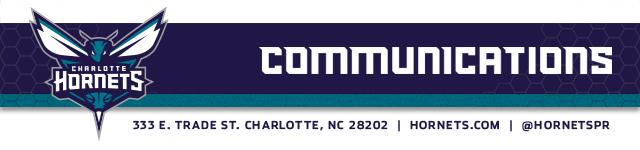 CHARLOTTE
HORNETS
COMMUNICATIONS
333 E. TRADE ST. CHARLOTTE, NC 28202 | HORNETS.COM | @HORNETSPR